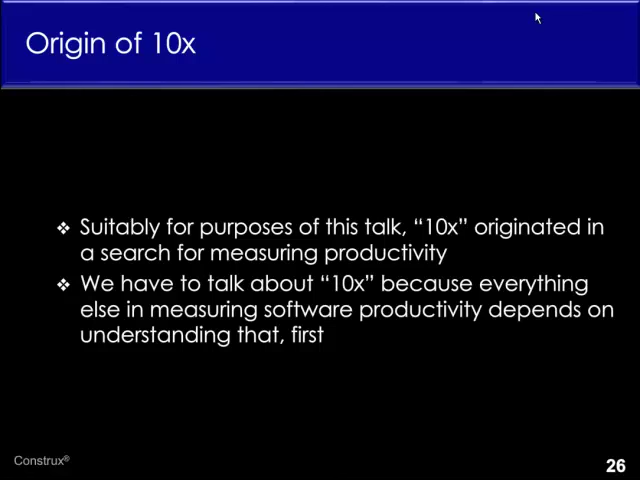 Origin of 10x
❖ Suitably for purposes of this talk, “10x” originated in
a search for measuring productivity
❖ We have to talk about “10x” because everything
else in measuring software productivity depends on
understanding that, first
Construx®
26